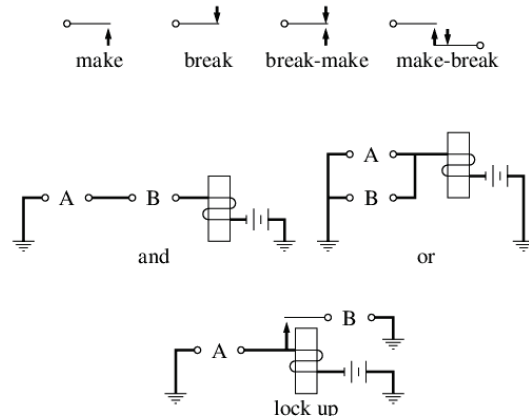 make break break-make make-break
A B
A
B
and or
A B
lock up